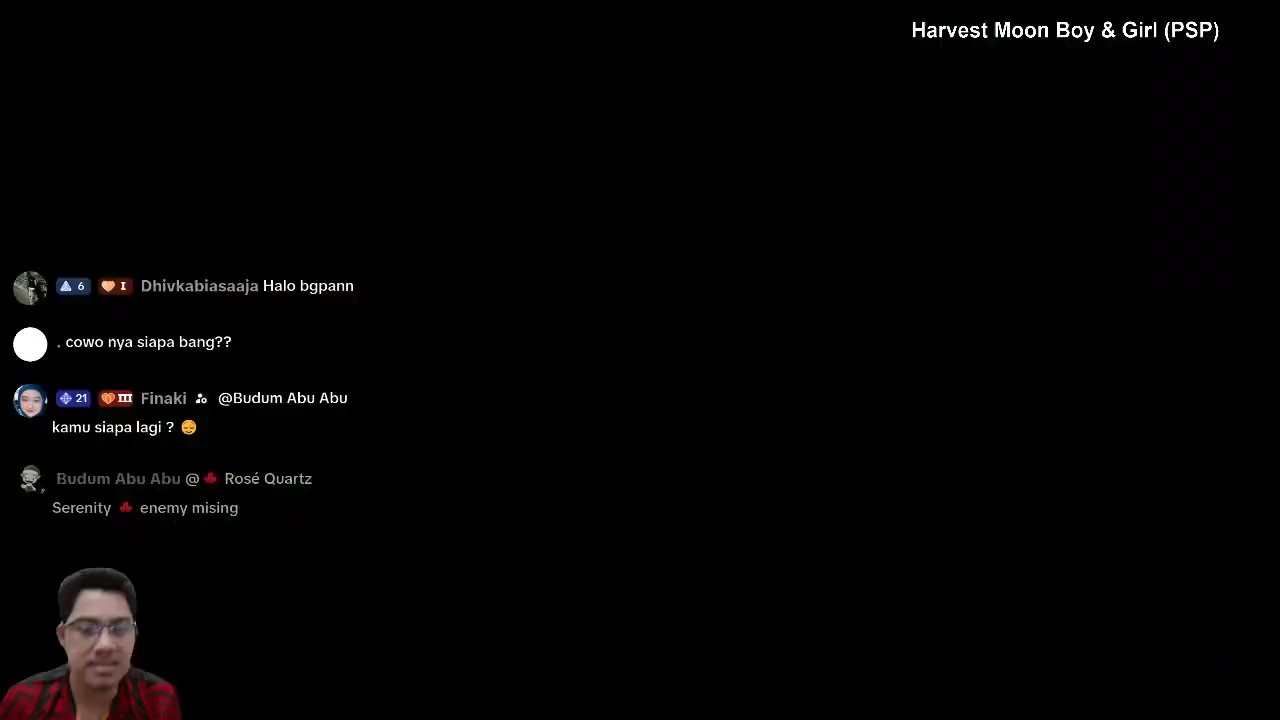 Harvest Moon Boy & Girl (PSP)
6 I Dhivkabiasaaja Halo bgpann
. cowo nya siapa bang??
21 III Finaki @Budum Abu Abu
kamu siapa lagi ? 😌
Budum Abu Abu @🍁 Rosé Quartz
Serenity 🍁 enemy mising